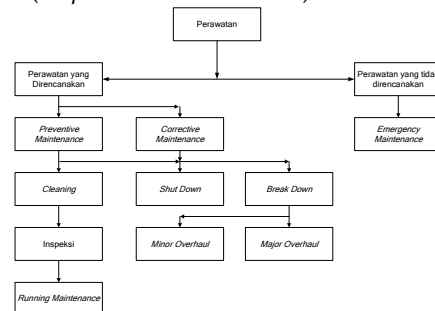 Perawatan
Perawatan yang
Direncanakan
Perawatan yang tida
direncanakan
Preventive
Maintenance
Corrective
Maintenance
Emergency
Maintenance
Cleaning
Shut Down
Break Down
Inspeksi
Minor Overhaul
Major Overhaul
Running Maintenance